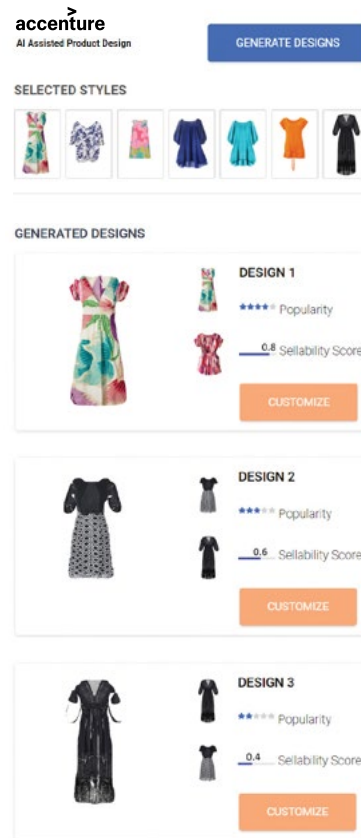 accenture
AI Assisted Product Design
GENERATE DESIGNS
SELECTED STYLES
GENERATED DESIGNS
DESIGN 1
Popularity
0.8 Sellability Score
CUSTOMIZE
DESIGN 2
Popularity
0.6 Sellability Score
CUSTOMIZE
DESIGN 3
Popularity
0.4 Sellability Score
CUSTOMIZE